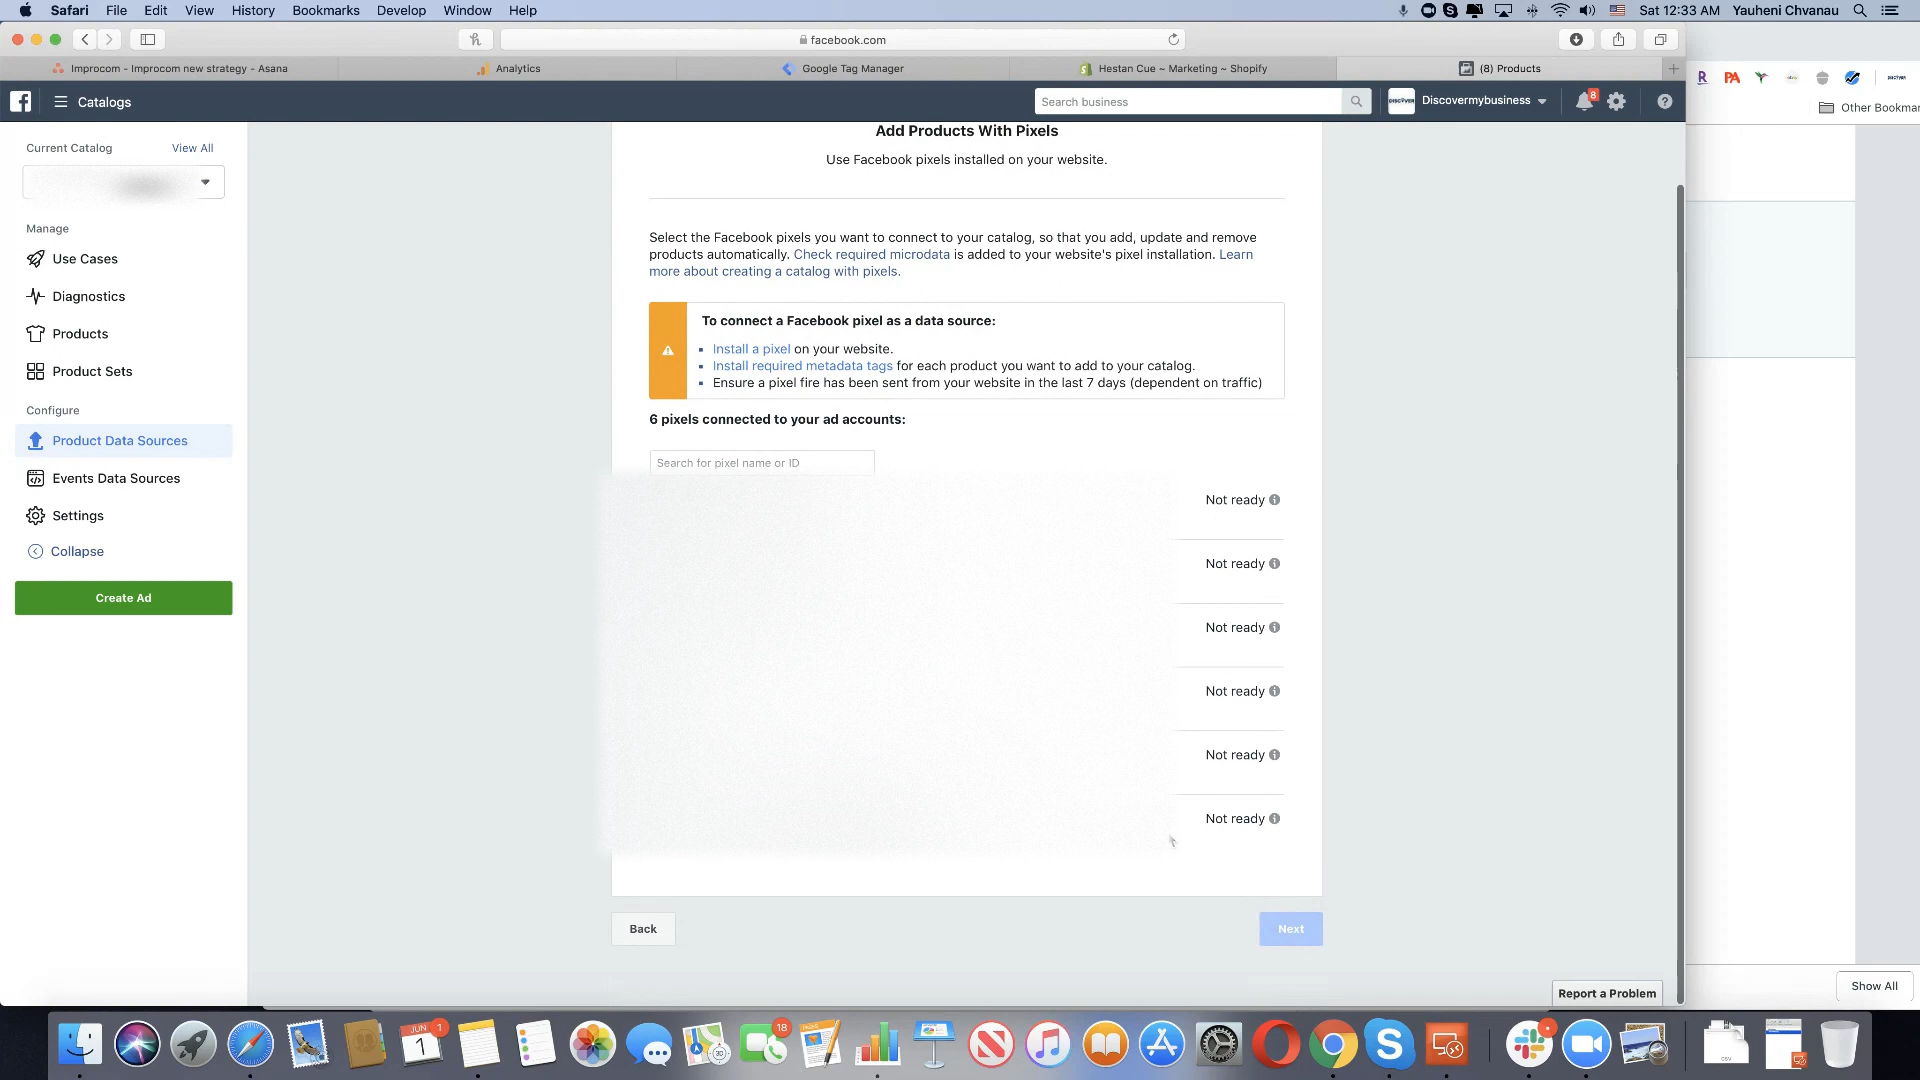 Safari File Edit View History Bookmarks Develop Window Help
Sat 12:33 AM Yauheni Chvanau
facebook.com
Improcom - Improcom new strategy - Asana
Analytics
Google Tag Manager
Hestan Cue ~ Marketing ~ Shopify
(8) Products
PA
Other Bookmar
Catalogs
Search business
Discovermybusiness
8
Current Catalog
View All
Manage
Use Cases
Diagnostics
Products
Product Sets
Configure
Product Data Sources
Events Data Sources
Settings
Collapse
Create Ad
Add Products With Pixels
Use Facebook pixels installed on your website.
Select the Facebook pixels you want to connect to your catalog, so that you add, update and remove
products automatically. Check required microdata is added to your website's pixel installation. Learn
more about creating a catalog with pixels.
To connect a Facebook pixel as a data source:
Install a pixel on your website.
Install required metadata tags for each product you want to add to your catalog.
Ensure a pixel fire has been sent from your website in the last 7 days (dependent on traffic)
6 pixels connected to your ad accounts:
Search for pixel name or ID
Not ready
Not ready
Not ready
Not ready
Not ready
Not ready
Back
Next
Report a Problem
Show All
JUN
1
1
18